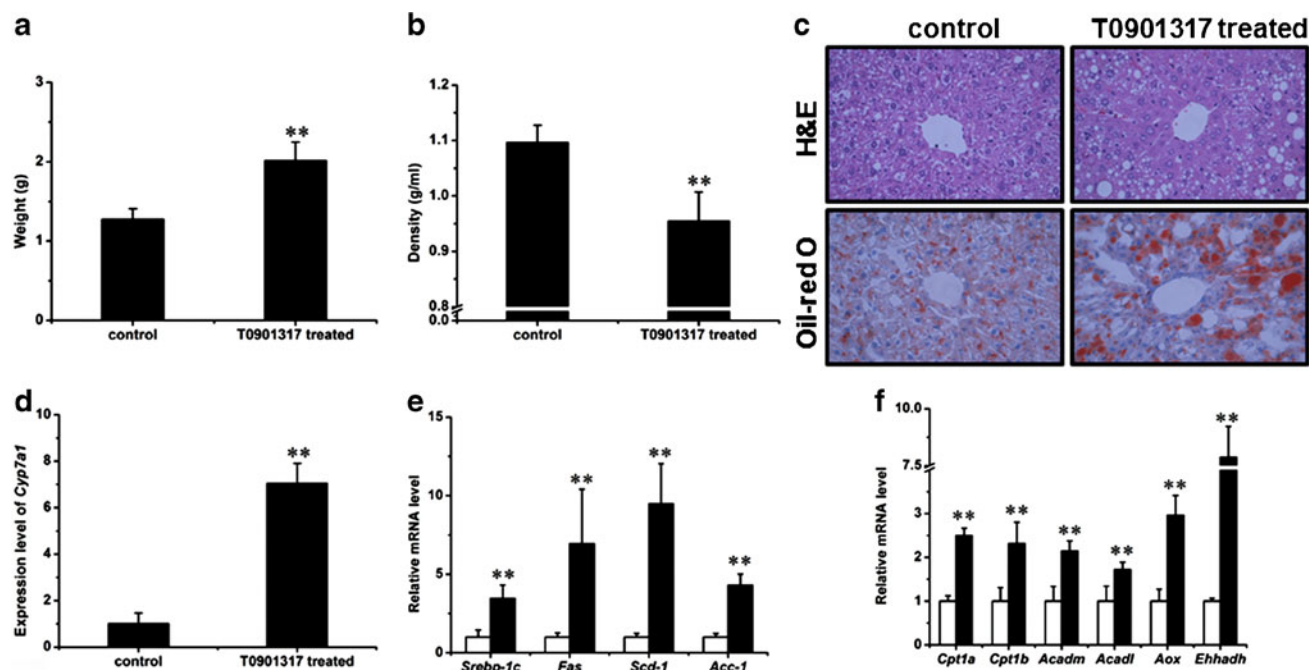 a
Weight (g)
3
2
1
0
**
control
T0901317 treated
b
Density (g/ml)
1.2
1.1
1.0
0.9
0.8
0.0
**
control
T0901317 treated
c
control
T0901317 treated
H&E
Oil-red O
d
Expression level of Cyp7a1
10
8
6
4
2
0
**
control
T0901317 treated
e
Relative mRNA level
15
10
5
0
**
**
**
**
Srebp-1c
Fas
Scd-1
Acc-1
f
Relative mRNA level
10.0
7.5
3
2
1
0
**
**
**
**
**
**
Cpt1a
Cpt1b
Acadm
Acadl
Aox
Ehhadh